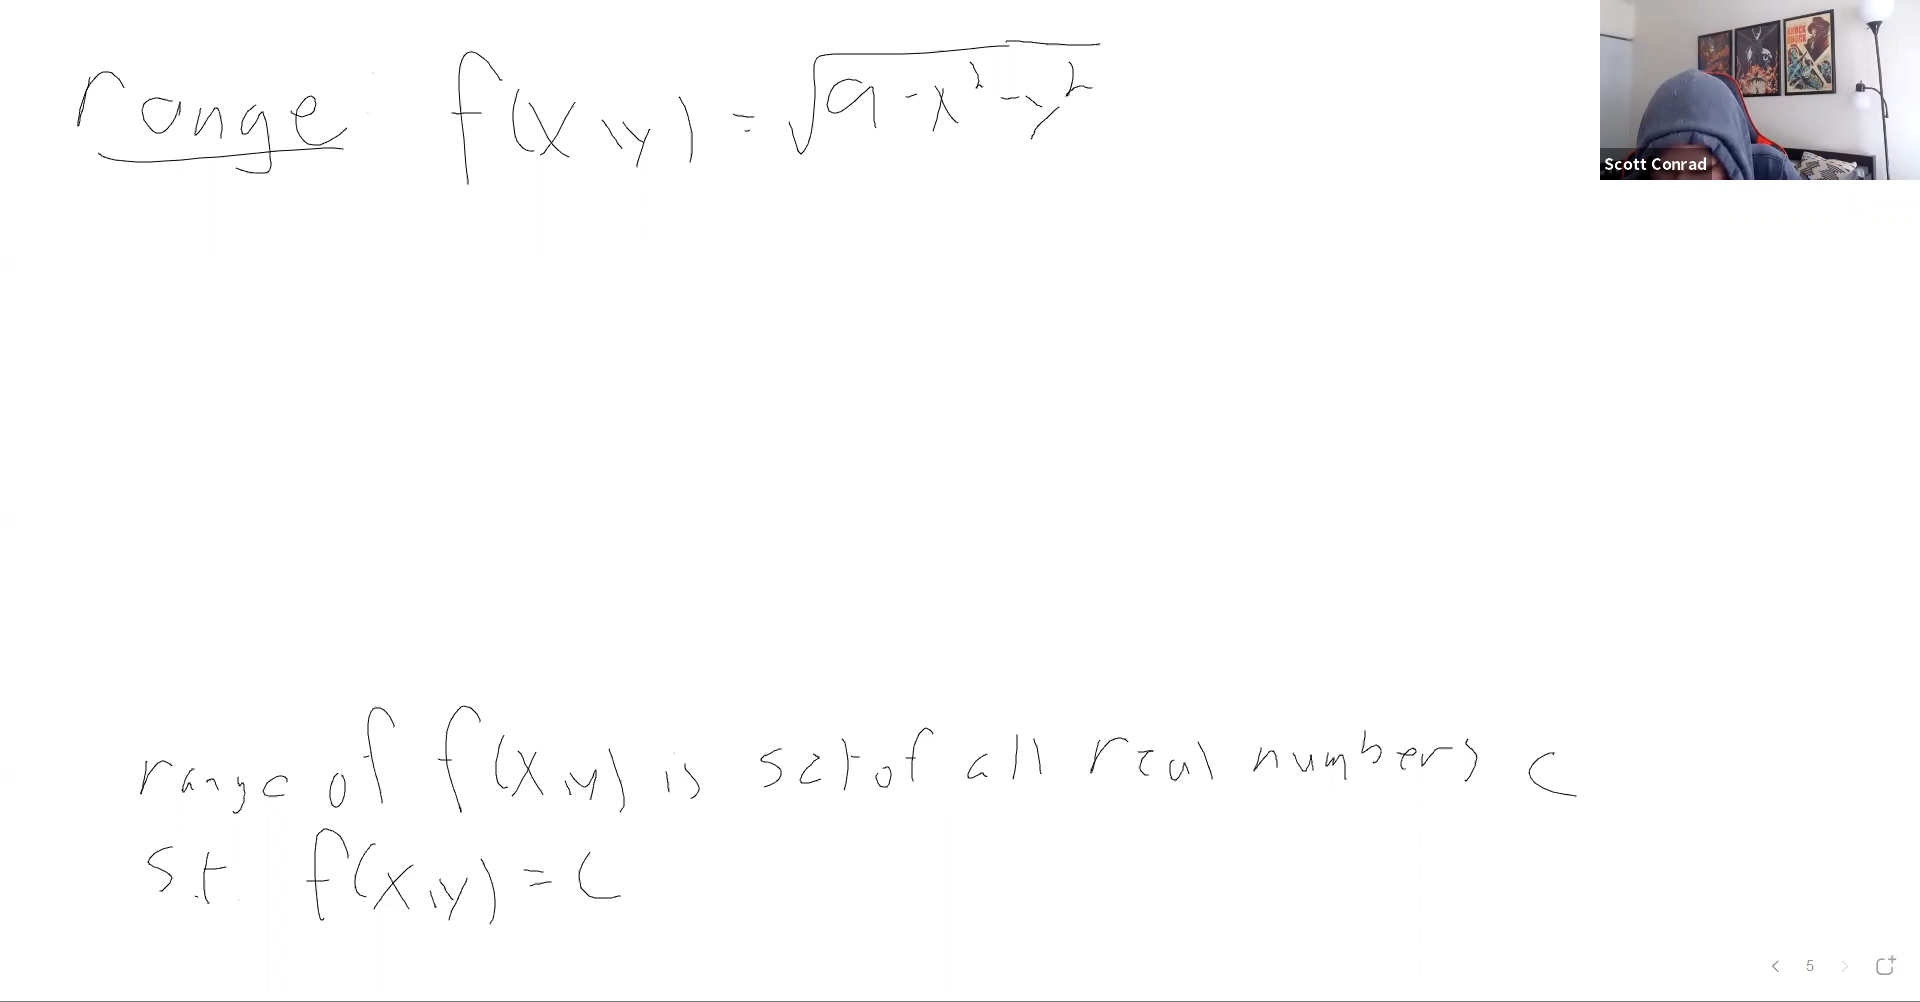 range f(x,y) = √(9-x²-y²)
Scott Conrad
range of f(x,y) is set of all real numbers c
s.t. f(x,y) = c
5